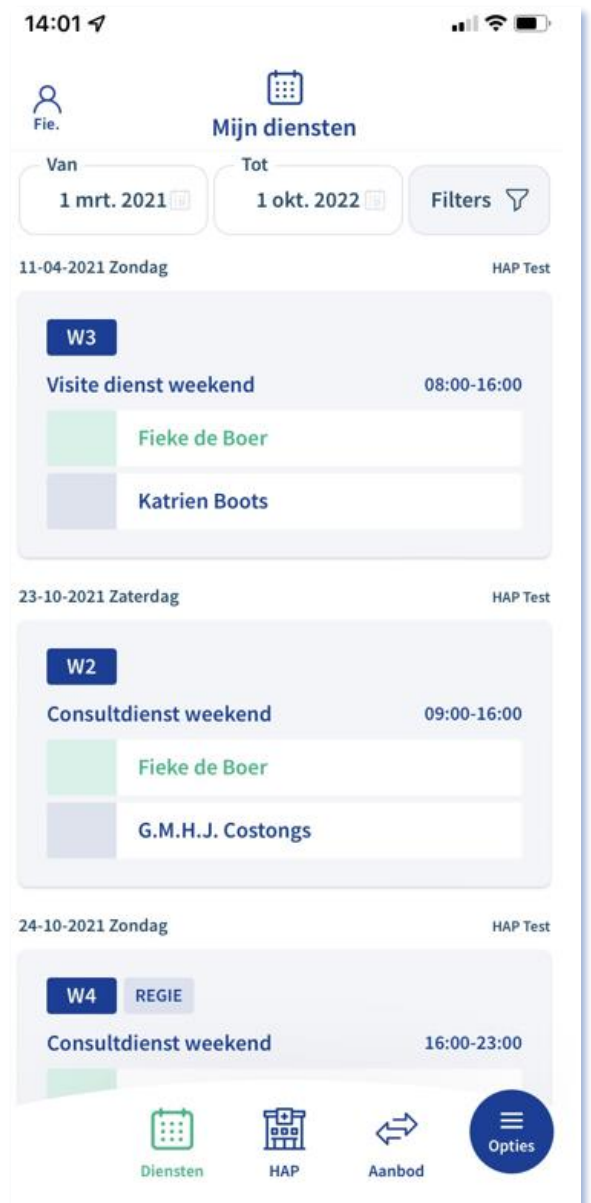 14:01
Fie.
Mijn diensten
Van
Tot
1 mrt. 2021
1 okt. 2022
Filters
11-04-2021 Zondag HAP Test
W3
Visite dienst weekend 08:00-16:00
Fieke de Boer
Katrien Boots
23-10-2021 Zaterdag HAP Test
W2
Consultdienst weekend 09:00-16:00
Fieke de Boer
G.M.H.J. Costongs
24-10-2021 Zondag HAP Test
W4 REGIE
Consultdienst weekend 16:00-23:00
Diensten HAP Aanbod Opties